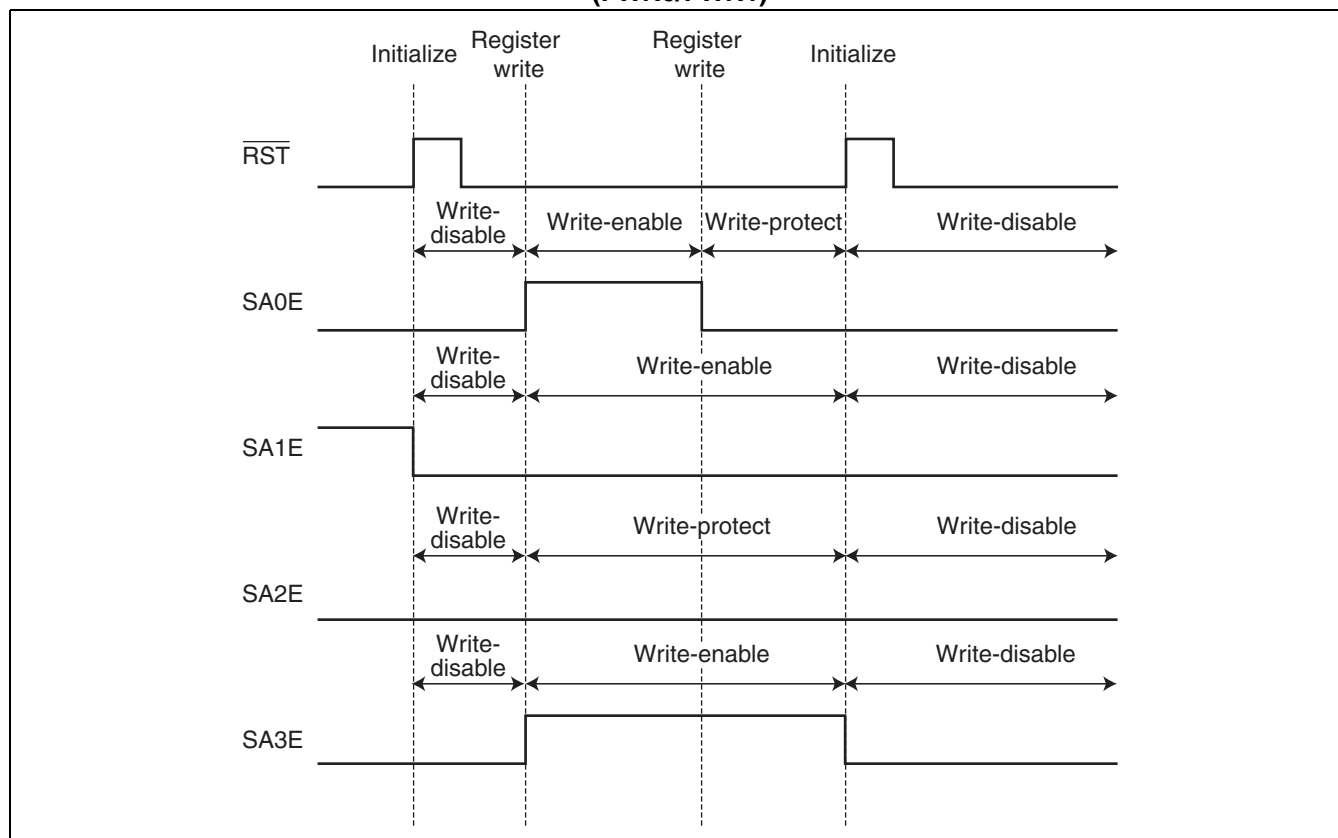 Initialize
Register
write
Register
write
Initialize
RST
Write-
disable
Write-enable
Write-protect
Write-disable
SA0E
Write-
disable
Write-enable
Write-disable
SA1E
Write-
disable
Write-protect
Write-disable
SA2E
Write-
disable
Write-enable
Write-disable
SA3E